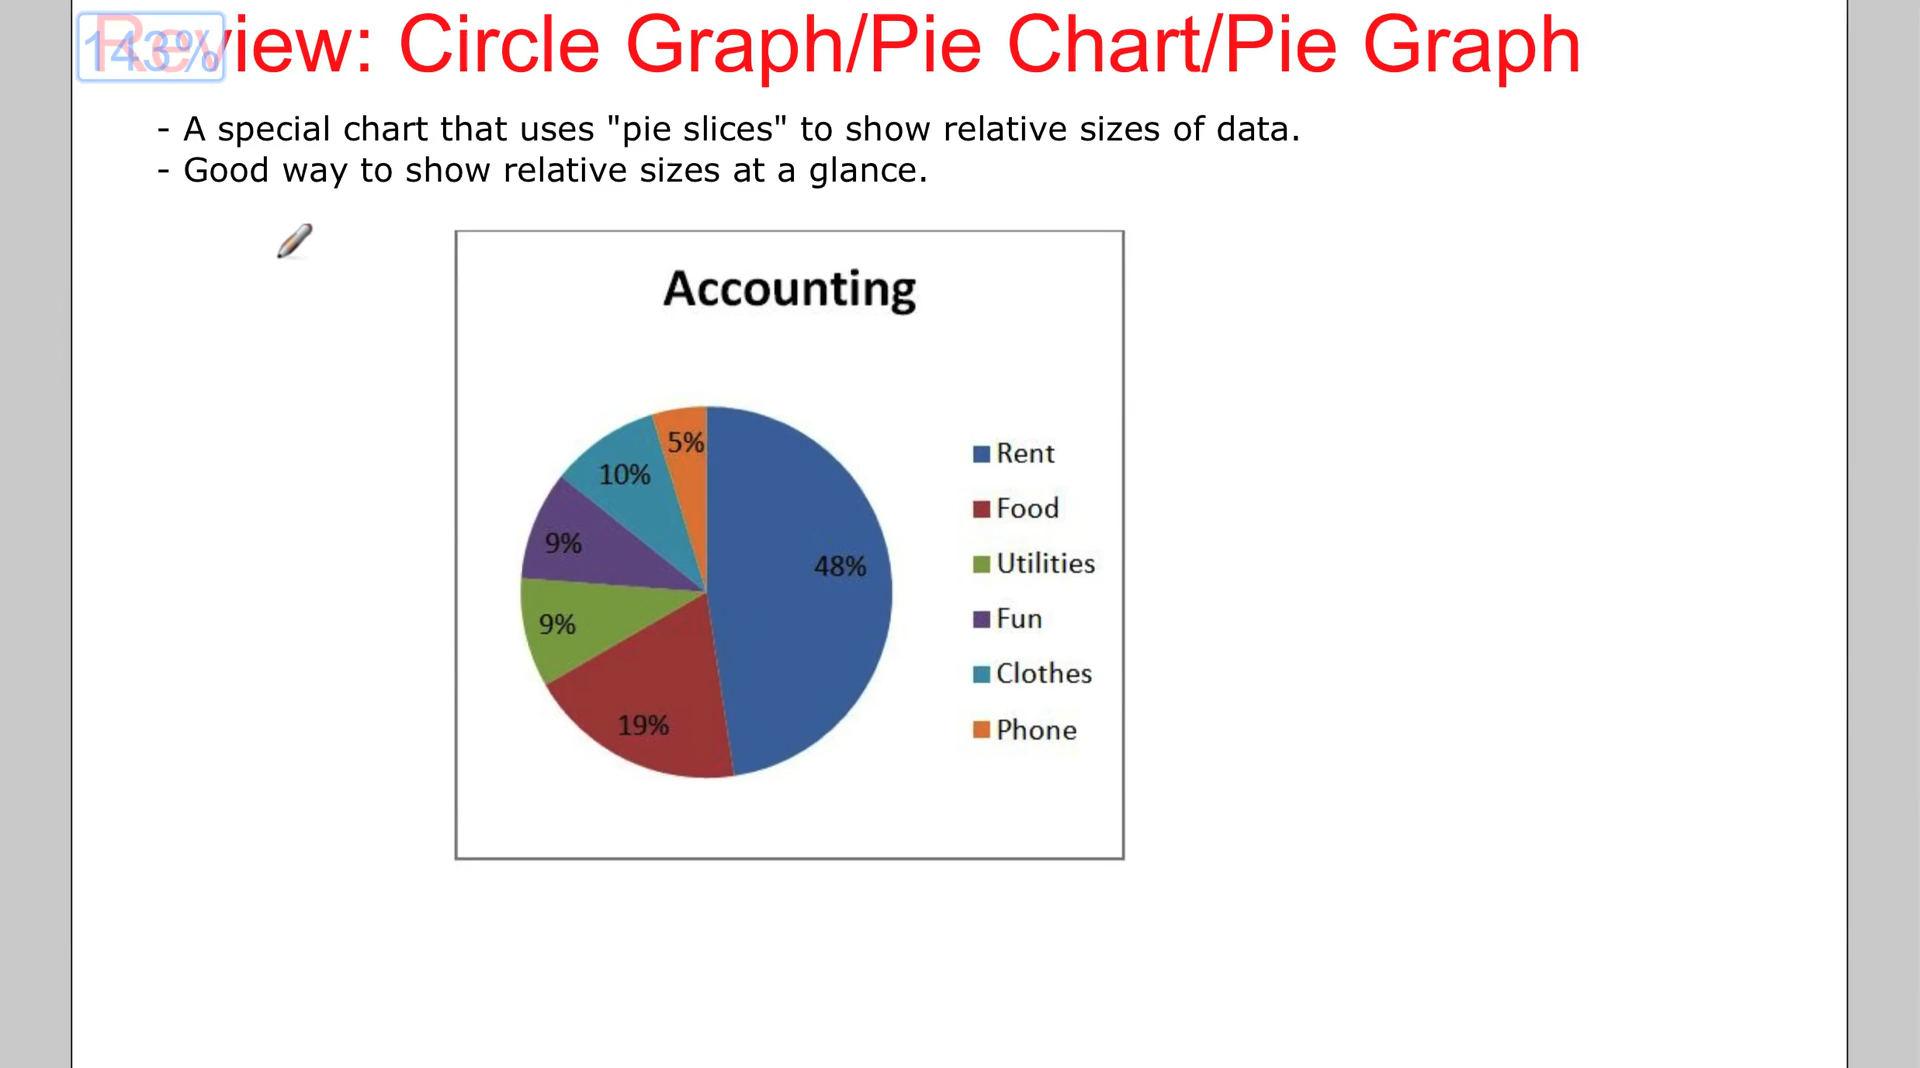 Review: Circle Graph/Pie Chart/Pie Graph
143%
- A special chart that uses "pie slices" to show relative sizes of data.
- Good way to show relative sizes at a glance.
Accounting
5%
10%
9%
48%
9%
19%
Rent
Food
Utilities
Fun
Clothes
Phone